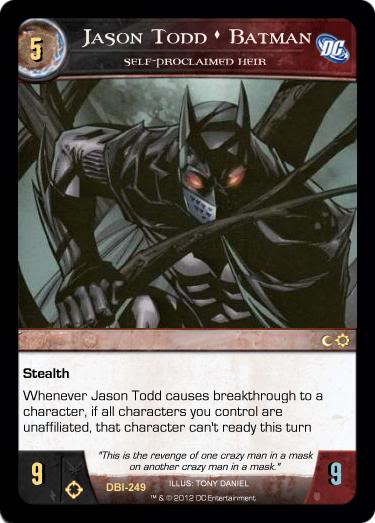 5
JASON TODD ♦ BATMAN
SELF-PROCLAIMED HEIR
DC
Stealth
Whenever Jason Todd causes breakthrough to a
character, if all characters you control are
unaffiliated, that character can't ready this turn
"This is the revenge of one crazy man in a mask
on another crazy man in a mask."
9
DBI-249
ILLUS: TONY DANIEL
9
™ & © 2012 DC Entertainment